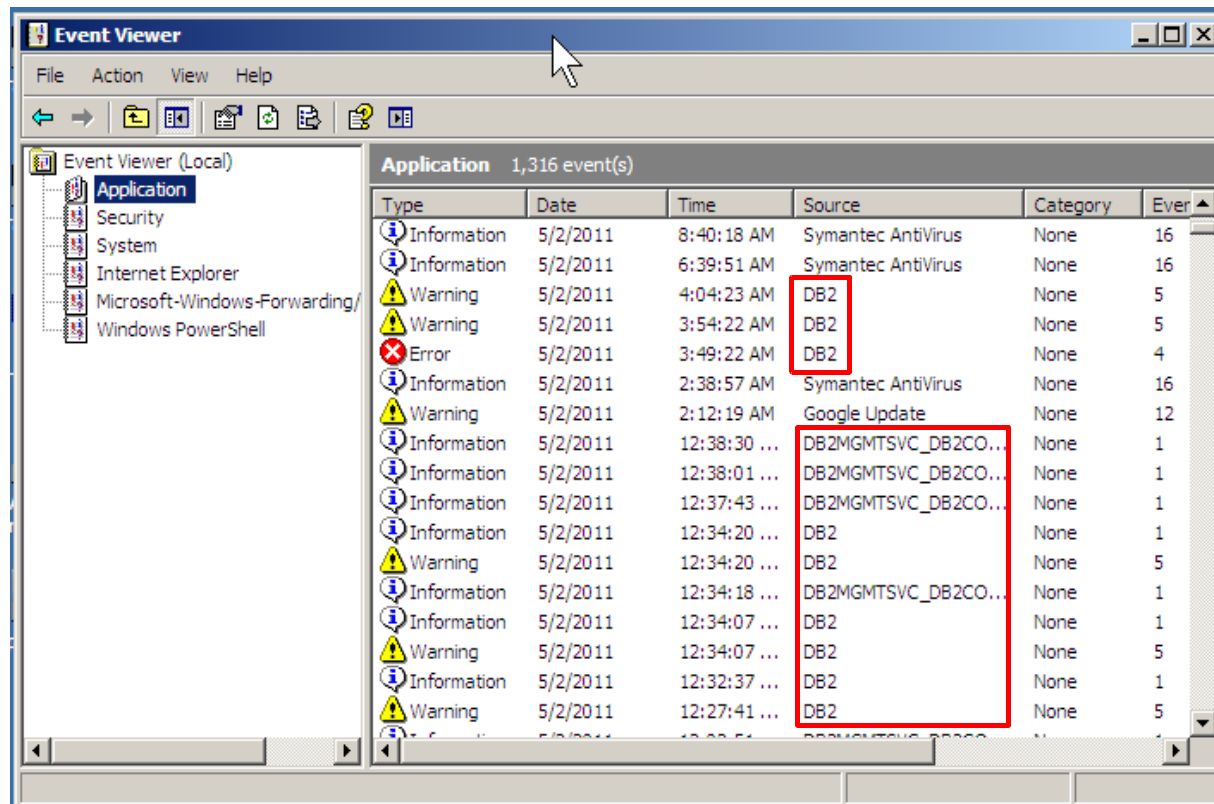 Event Viewer
File Action View Help
Event Viewer (Local)
Application
Security
System
Internet Explorer
Microsoft-Windows-Forwarding/
Windows PowerShell
Application 1,316 event(s)
Type Date Time Source Category Ever
Information 5/2/2011 8:40:18 AM Symantec AntiVirus None 16
Information 5/2/2011 6:39:51 AM Symantec AntiVirus None 16
Warning 5/2/2011 4:04:23 AM DB2 None 5
Warning 5/2/2011 3:54:22 AM DB2 None 5
Error 5/2/2011 3:49:22 AM DB2 None 4
Information 5/2/2011 2:38:57 AM Symantec AntiVirus None 16
Warning 5/2/2011 2:12:19 AM Google Update None 12
Information 5/2/2011 12:38:30 ... DB2MGMTSVC_DB2CO... None 1
Information 5/2/2011 12:38:01 ... DB2MGMTSVC_DB2CO... None 1
Information 5/2/2011 12:37:43 ... DB2MGMTSVC_DB2CO... None 1
Information 5/2/2011 12:34:20 ... DB2 None 1
Warning 5/2/2011 12:34:20 ... DB2 None 5
Information 5/2/2011 12:34:18 ... DB2MGMTSVC_DB2CO... None 1
Information 5/2/2011 12:34:07 ... DB2 None 1
Warning 5/2/2011 12:34:07 ... DB2 None 5
Information 5/2/2011 12:32:37 ... DB2 None 1
Warning 5/2/2011 12:27:41 ... DB2 None 5